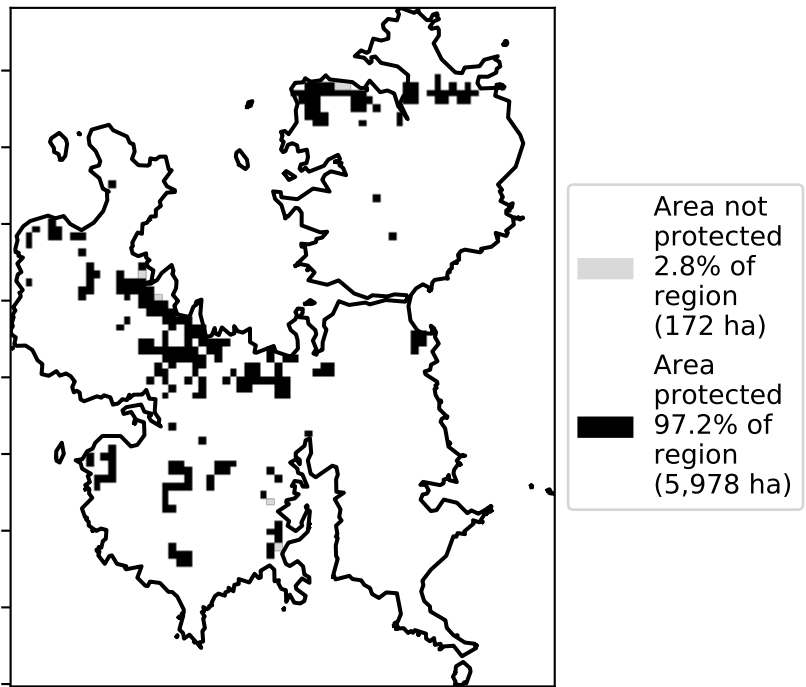 Area not
protected
2.8% of
region
(172 ha)
Area
protected
97.2% of
region
(5,978 ha)